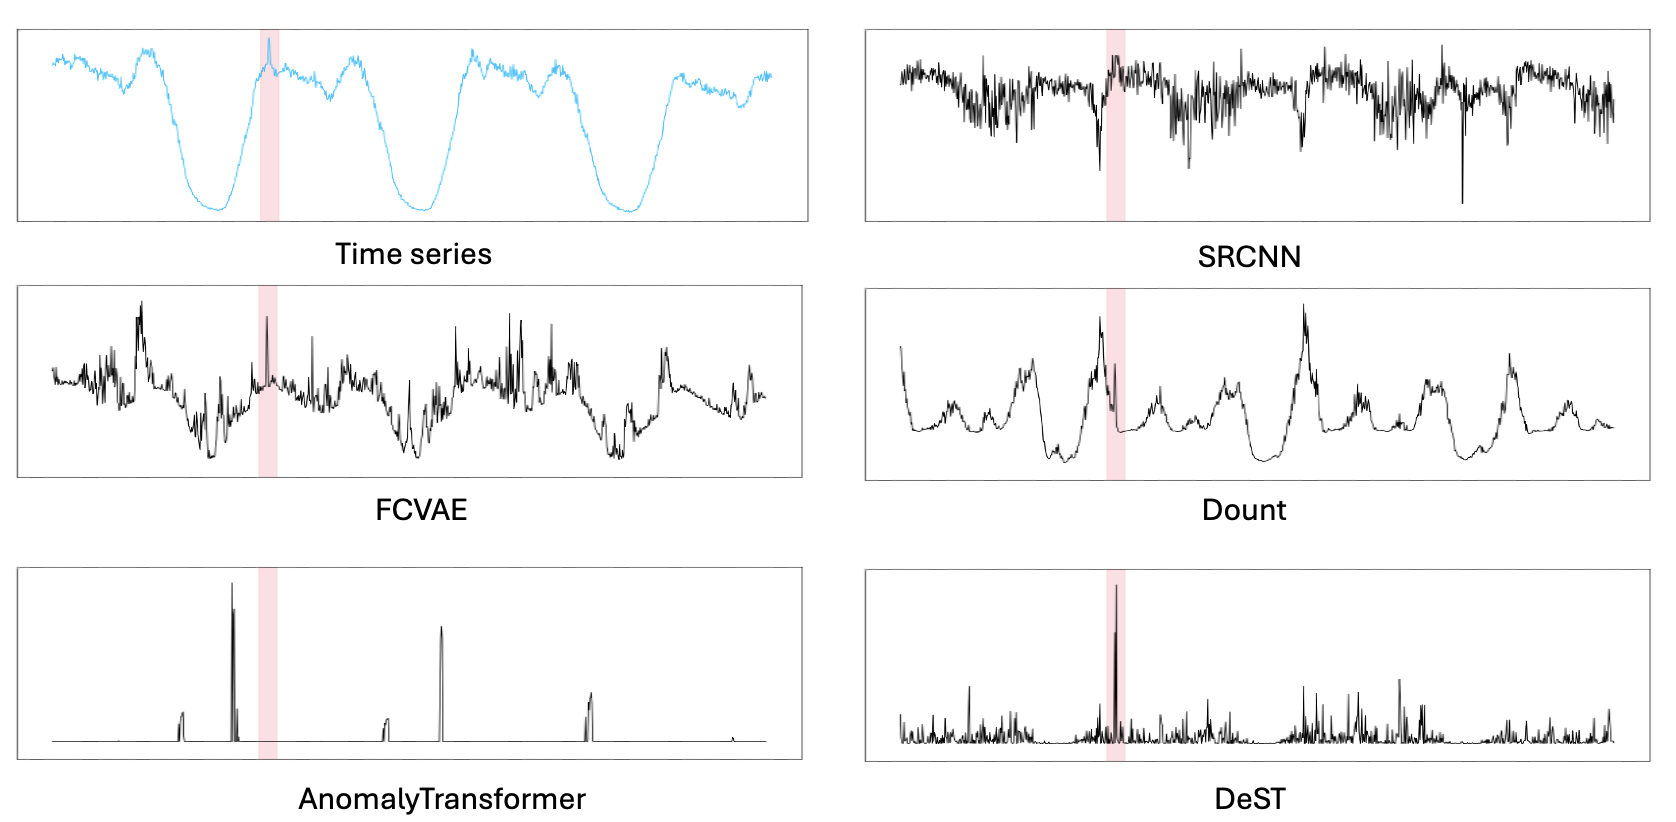 Time series
SRCNN
FCVAE
Dount
AnomalyTransformer
DeST